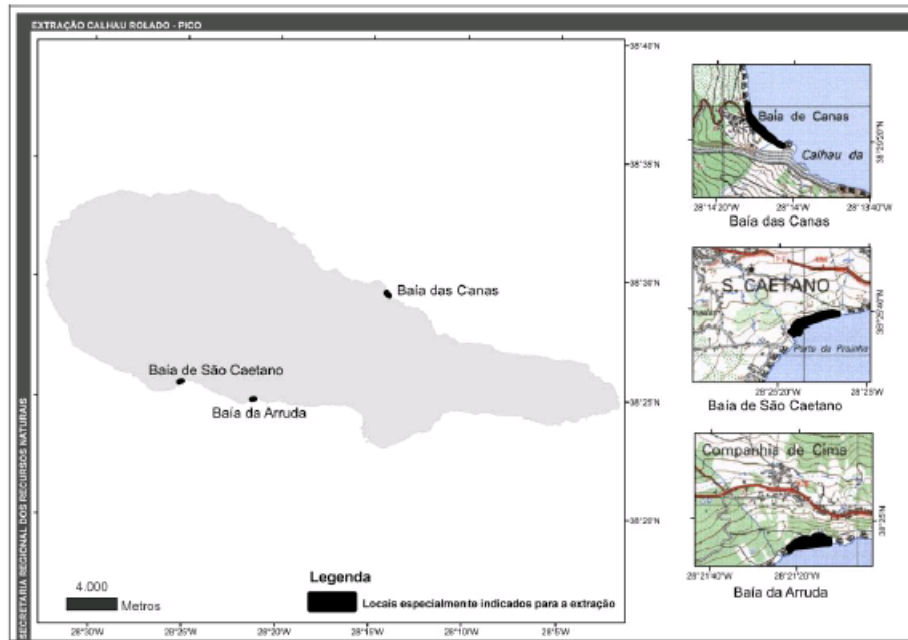 EXTRAÇÃO CALHAU ROLADO - PICO
SECRETARIA REGIONAL DOS RECURSOS NATURAIS
38°40'N
38°35'N
38°30'N
38°25'N
38°20'N
Baía das Canas
Baía de São Caetano
Baía da Arruda
4.000
Metros
Legenda
Locais especialmente indicados para a extração
28°30'W
28°25'W
28°20'W
28°15'W
28°10'W
28°5'W
Baía de Canas
Calhau da
28°14'20"W
28°14'W
28°13'40"W
Baía das Canas
S. CAETANO
Porto da Prainha
38°25'40"N
28°25'20"W
28°25'W
Baia de São Caetano
Companhia de Cima
38°25'N
28°21'40"W
28°21'20"W
Baía da Arruda